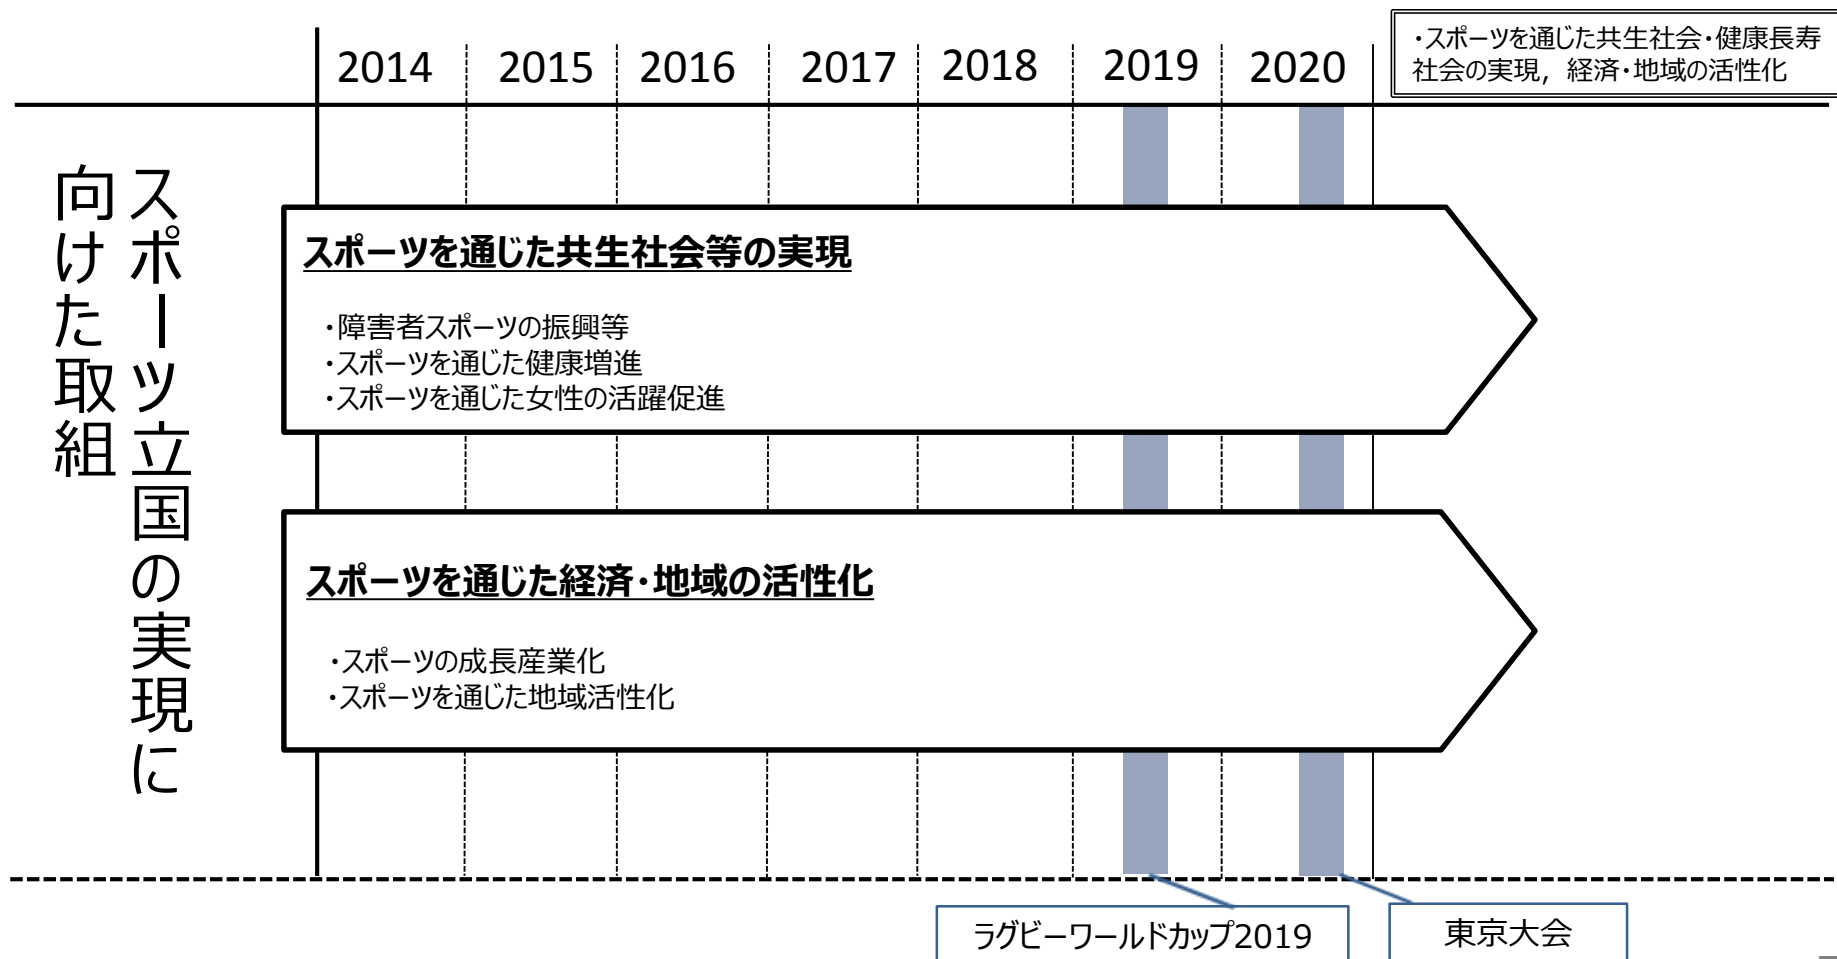 2014 2015 2016 2017 2018 2019 2020
・スポーツを通じた共生社会・健康長寿
社会の実現，経済・地域の活性化
スポーツ立国の実現に
向けた取組
スポーツを通じた共生社会等の実現
・障害者スポーツの振興等
・スポーツを通じた健康増進
・スポーツを通じた女性の活躍促進
スポーツを通じた経済・地域の活性化
・スポーツの成長産業化
・スポーツを通じた地域活性化
ラグビーワールドカップ2019
東京大会